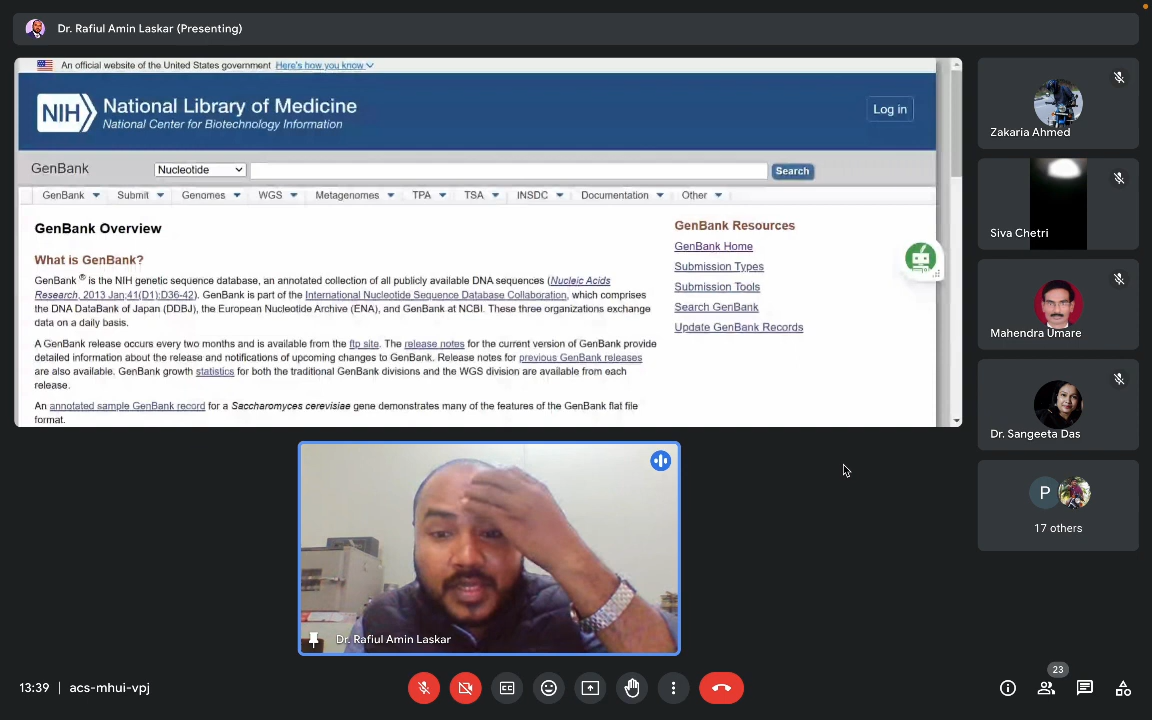 Dr. Rafiul Amin Laskar (Presenting)
An official website of the United States government Here's how you know
NIH National Library of Medicine
National Center for Biotechnology Information
Log in
GenBank Nucleotide Search
GenBank Submit Genomes WGS Metagenomes TPA TSA INSDC Documentation Other
GenBank Overview
What is GenBank?
GenBank ® is the NIH genetic sequence database, an annotated collection of all publicly available DNA sequences (Nucleic Acids
Research, 2013 Jan;41(D1):D36-42). GenBank is part of the International Nucleotide Sequence Database Collaboration, which comprises
the DNA DataBank of Japan (DDBJ), the European Nucleotide Archive (ENA), and GenBank at NCBI. These three organizations exchange
data on a daily basis.
A GenBank release occurs every two months and is available from the ftp site. The release notes for the current version of GenBank provide
detailed information about the release and notifications of upcoming changes to GenBank. Release notes for previous GenBank releases
are also available. GenBank growth statistics for both the traditional GenBank divisions and the WGS division are available from each
release.
An annotated sample GenBank record for a Saccharomyces cerevisiae gene demonstrates many of the features of the GenBank flat file
format.
GenBank Resources
GenBank Home
Submission Types
Submission Tools
Search GenBank
Update GenBank Records
Zakaria Ahmed
Siva Chetri
Mahendra Umare
Dr. Sangeeta Das
P
17 others
Dr. Rafiul Amin Laskar
13:39 | acs-mhui-vpj
23